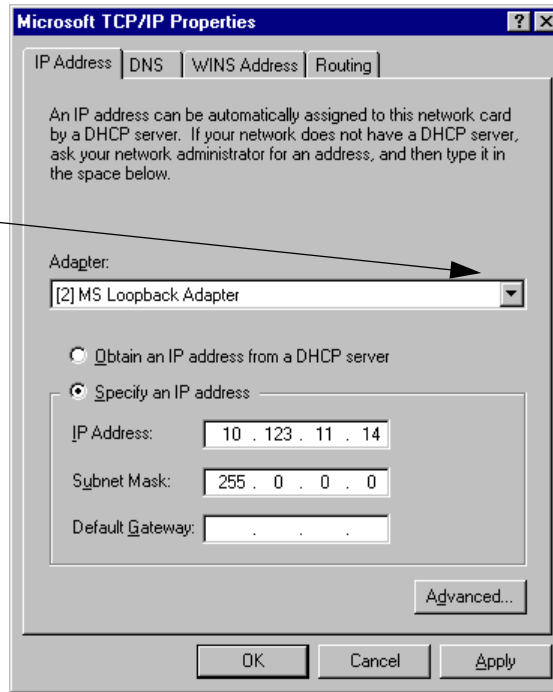 Microsoft TCP/IP Properties
IP Address DNS WINS Address Routing
An IP address can be automatically assigned to this network card
by a DHCP server. If your network does not have a DHCP server,
ask your network administrator for an address, and then type it in
the space below.
Adapter:
[2] MS Loopback Adapter
Obtain an IP address from a DHCP server
Specify an IP address
IP Address: 10 . 123 . 11 . 14
Subnet Mask: 255 . 0 . 0 . 0
Default Gateway: . . .
Advanced...
OK Cancel Apply